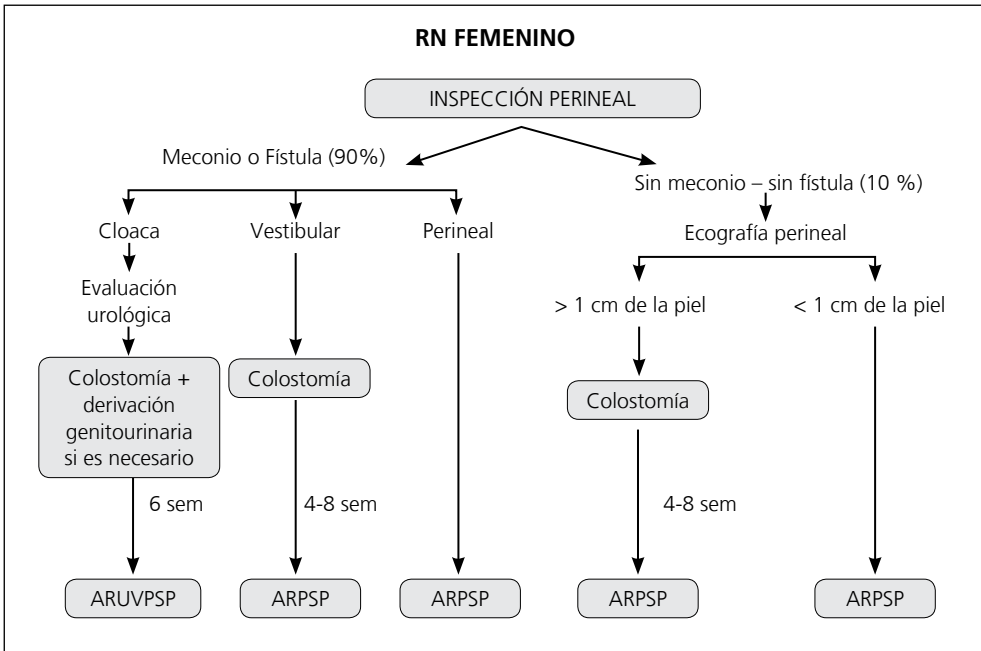 RN FEMENINO
INSPECCIÓN PERINEAL
Meconio o Fístula (90%)
Sin meconio – sin fístula (10 %)
Cloaca
Vestibular
Perineal
Ecografía perineal
Evaluación
urológica
> 1 cm de la piel
< 1 cm de la piel
Colostomía +
derivación
genitourinaria
si es necesario
Colostomía
Colostomía
6 sem
4-8 sem
4-8 sem
ARUVPSP
ARPSP
ARPSP
ARPSP
ARPSP